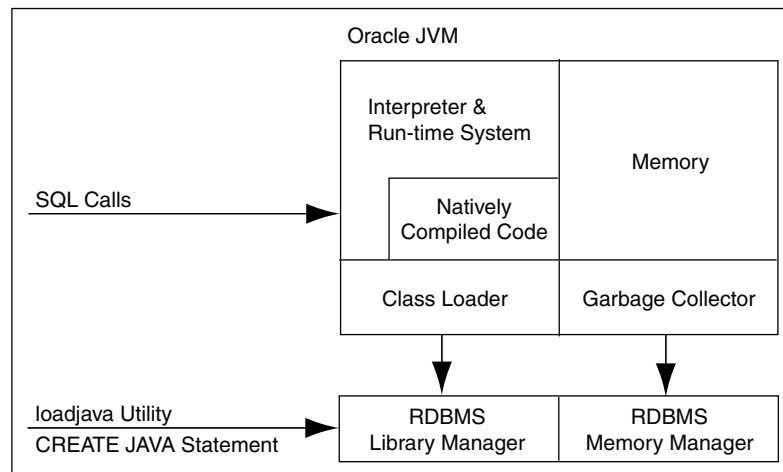 Oracle JVM
Interpreter &
Run-time System
Memory
SQL Calls
Natively
Compiled Code
Class Loader
Garbage Collector
loadjava Utility
CREATE JAVA Statement
RDBMS
Library Manager
RDBMS
Memory Manager